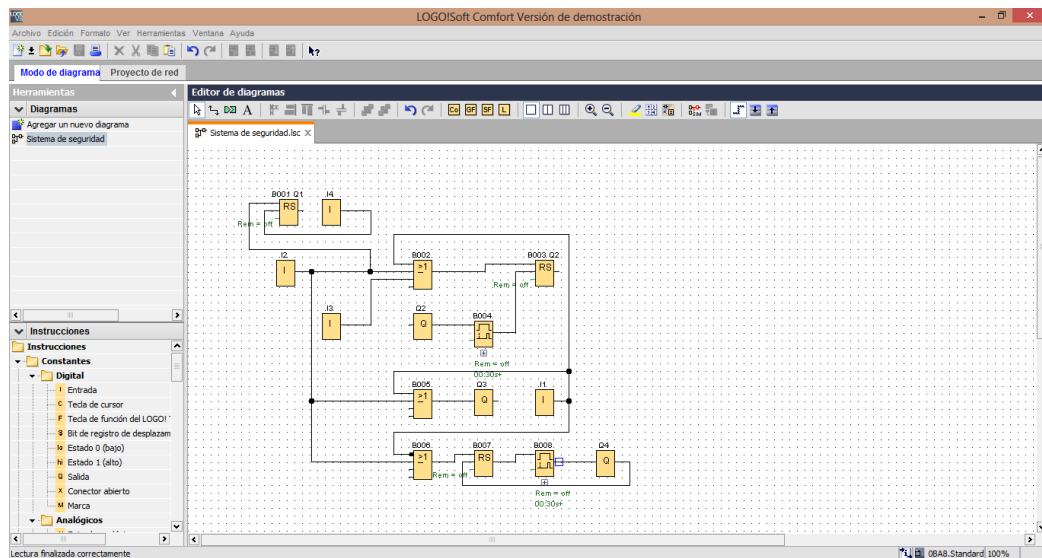 LOGO!Soft Comfort Versión de demostración
Archivo Edición Formato Ver Herramientas Ventana Ayuda
Modo de diagrama Proyecto de red
Herramientas
Editor de diagramas
Diagramas
Co GF SF L
Agregar un nuevo diagrama
Sistema de seguridad
Sistema de seguridad.lsc
B001 Q1
I4
RS
I
Rem = off
I2
B002
B003 Q2
I
>1
RS
Rem = off
I3
Q2
B004
I
Q
Rem = off
00:30s+
B005
Q3
I1
>1
Q
I
B006
B007
B008
Q4
>1
RS
Q
Rem = off
Rem = off
00:30s+
Instrucciones
Instrucciones
Constantes
Digital
I Entrada
C Tecla de cursor
F Tecla de función del LOGO!
S Bit de registro de desplazam
lo Estado 0 (bajo)
hi Estado 1 (alto)
Q Salida
X Conector abierto
M Marca
Analógicos
Lectura finalizada correctamente
0BA8.Standard 100%